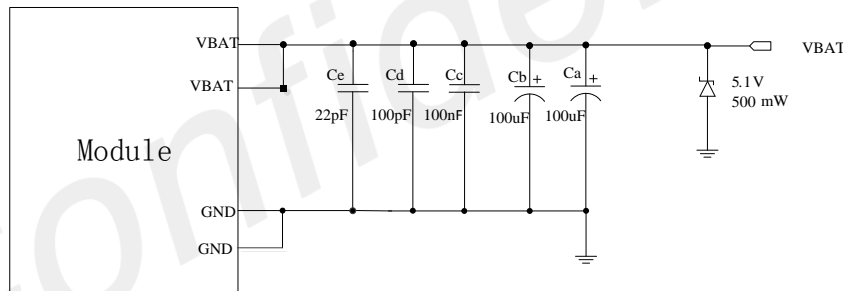 VBAT
VBAT
VBAT
Ce
Cd
Cc
Cb +
Ca +
5.1V
500 mW
22pF
100pF
100nF
100uF
100uF
Module
GND
GND
onfide